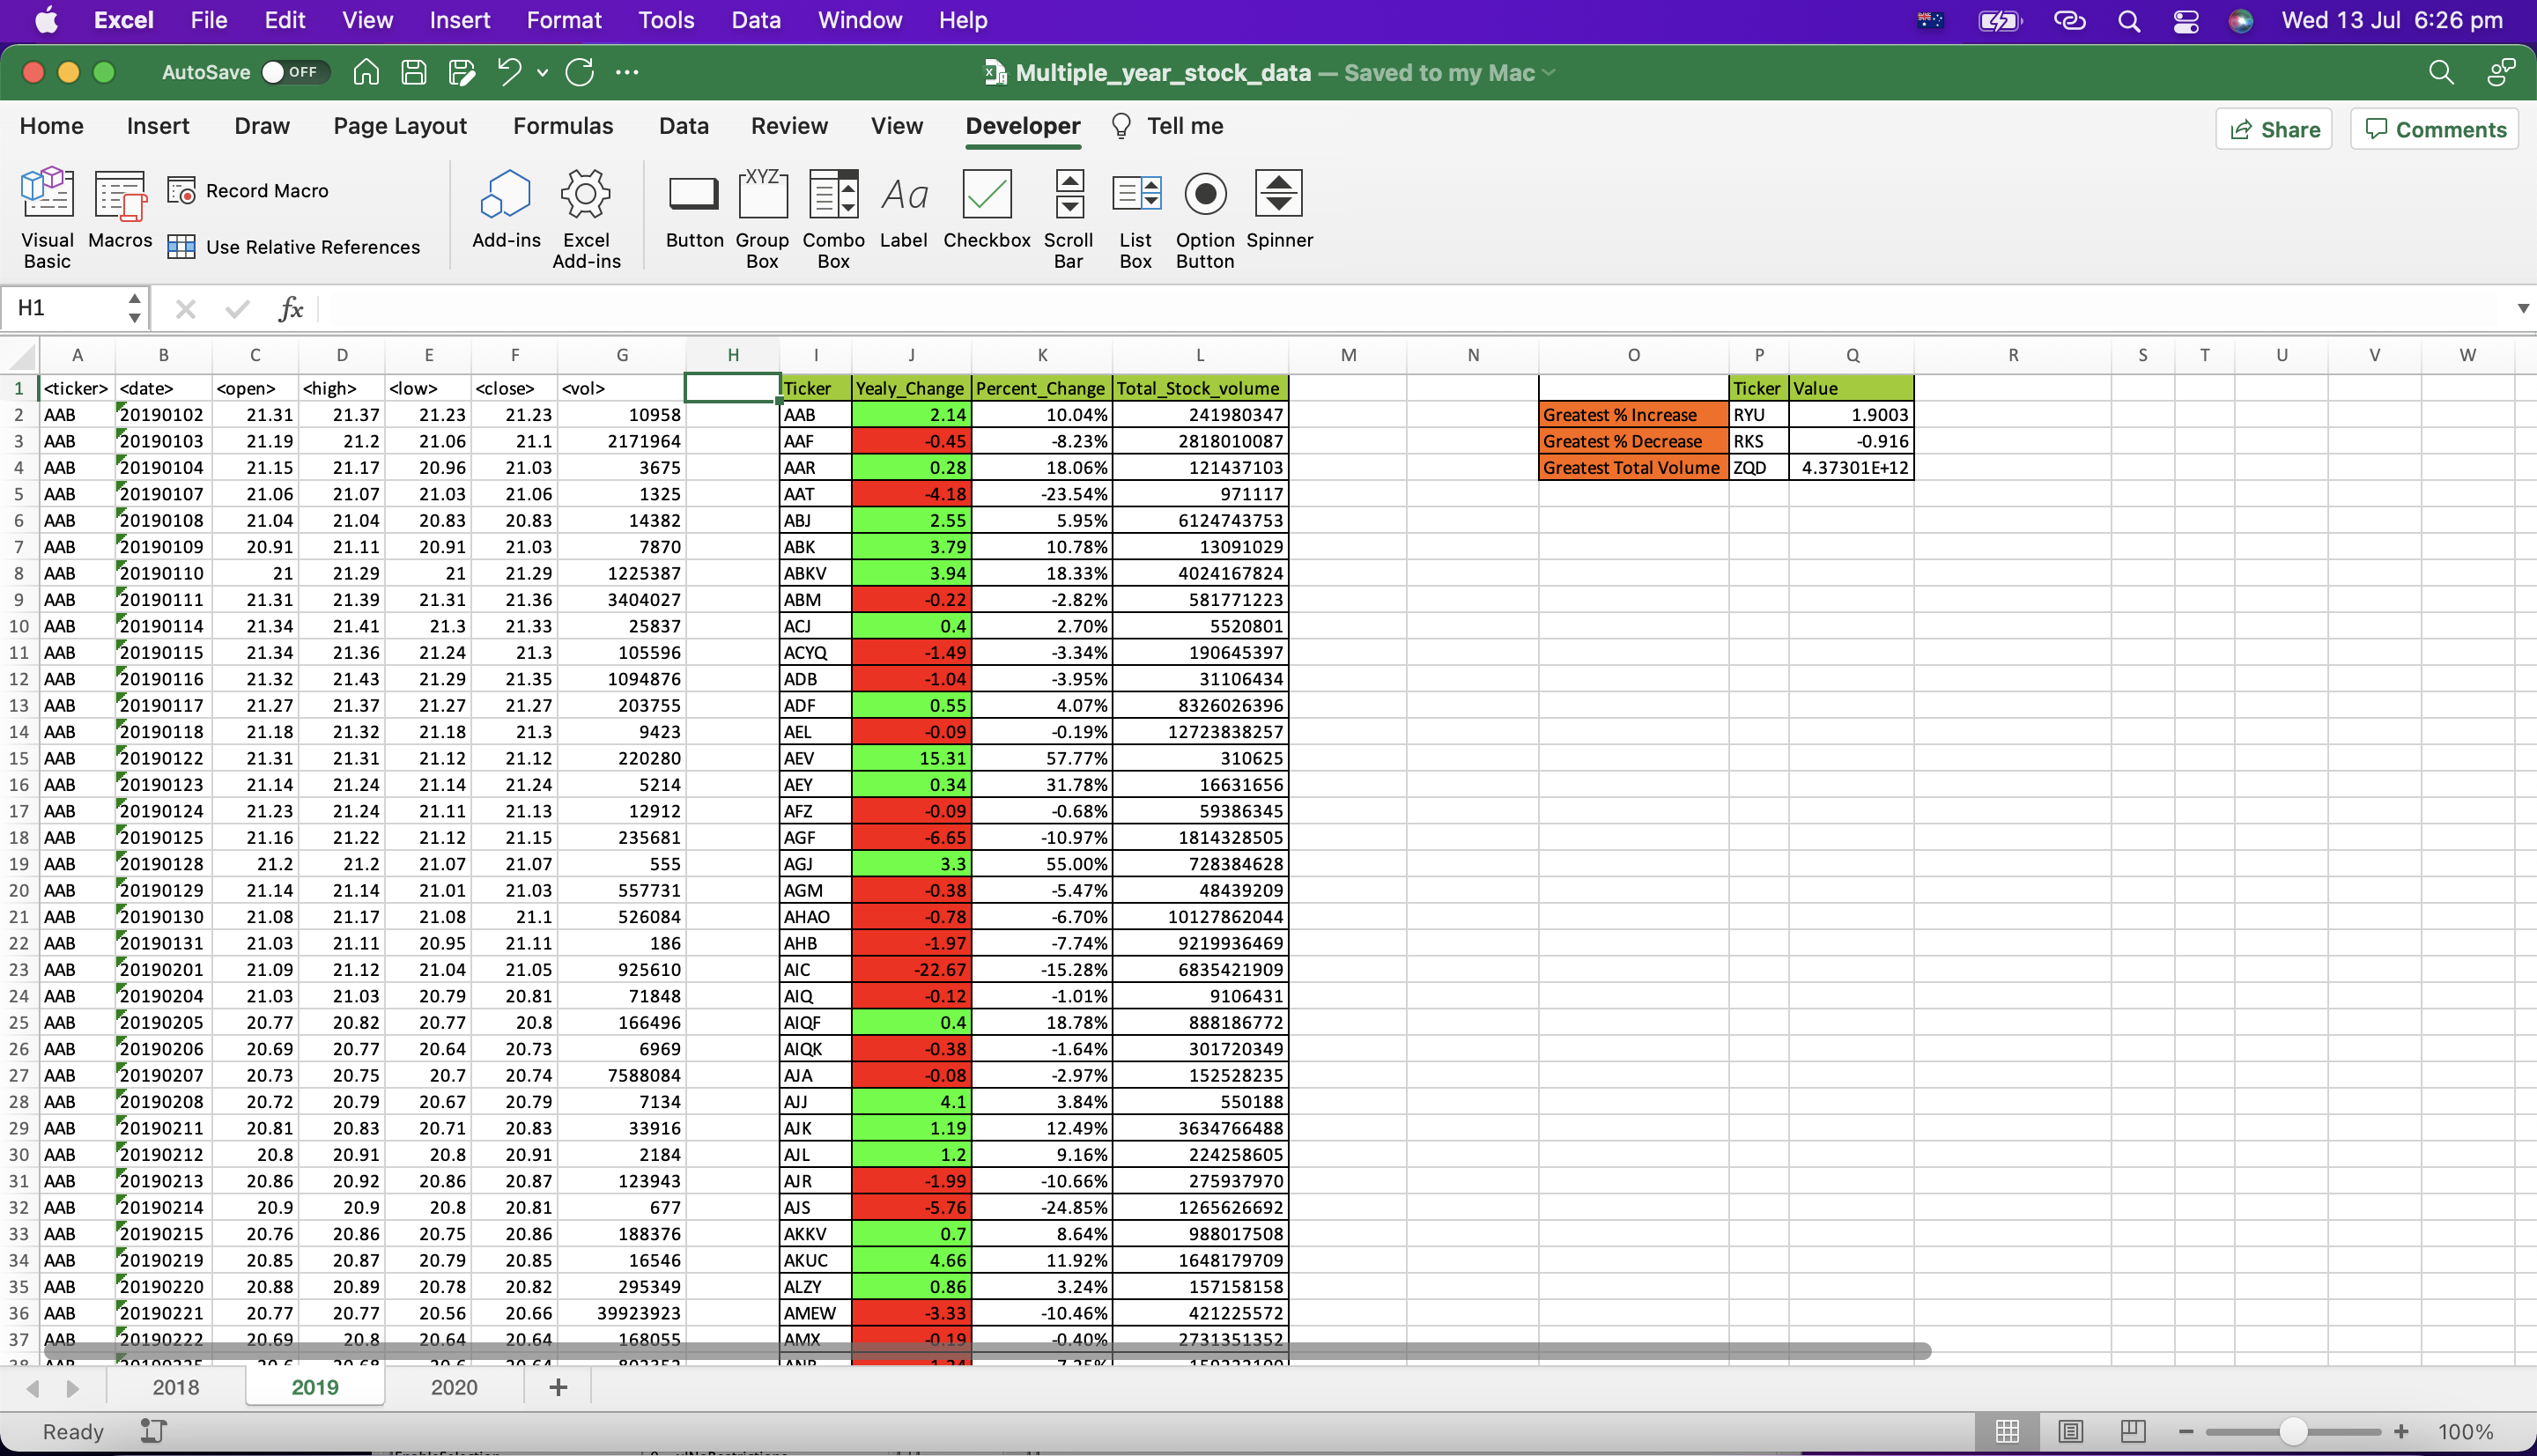 Excel File Edit View Insert Format Tools Data Window Help Wed 13 Jul 6:26 pm
AutoSave OFF Multiple_year_stock_data — Saved to my Mac
Home Insert Draw Page Layout Formulas Data Review View Developer Tell me Share Comments
Visual Basic Macros Record Macro Use Relative References Add-ins Excel Add-ins Button Group Box Combo Box Label Checkbox Scroll Bar List Box Option Button Spinner
H1 fx
A B C D E F G H I J K L M N O P Q R S T U V W
1 <ticker> <date> <open> <high> <low> <close> <vol> Ticker Yealy_Change Percent_Change Total_Stock_volume Ticker Value
2 AAB 20190102 21.31 21.37 21.23 21.23 10958 AAB 2.14 10.04% 241980347 Greatest % Increase RYU 1.9003
3 AAB 20190103 21.19 21.2 21.06 21.1 2171964 AAF -0.45 -8.23% 2818010087 Greatest % Decrease RKS -0.916
4 AAB 20190104 21.15 21.17 20.96 21.03 3675 AAR 0.28 18.06% 121437103 Greatest Total Volume ZQD 4.37301E+12
5 AAB 20190107 21.06 21.07 21.03 21.06 1325 AAT -4.18 -23.54% 971117
6 AAB 20190108 21.04 21.04 20.83 20.83 14382 ABJ 2.55 5.95% 6124743753
7 AAB 20190109 20.91 21.11 20.91 21.03 7870 ABK 3.79 10.78% 13091029
8 AAB 20190110 21 21.29 21 21.29 1225387 ABKV 3.94 18.33% 4024167824
9 AAB 20190111 21.31 21.39 21.31 21.36 3404027 ABM -0.22 -2.82% 581771223
10 AAB 20190114 21.34 21.41 21.3 21.33 25837 ACJ 0.4 2.70% 5520801
11 AAB 20190115 21.34 21.36 21.24 21.3 105596 ACYQ -1.49 -3.34% 190645397
12 AAB 20190116 21.32 21.43 21.29 21.35 1094876 ADB -1.04 -3.95% 31106434
13 AAB 20190117 21.27 21.37 21.27 21.27 203755 ADF 0.55 4.07% 8326026396
14 AAB 20190118 21.18 21.32 21.18 21.3 9423 AEL -0.09 -0.19% 12723838257
15 AAB 20190122 21.31 21.31 21.12 21.12 220280 AEV 15.31 57.77% 310625
16 AAB 20190123 21.14 21.24 21.14 21.24 5214 AEY 0.34 31.78% 16631656
17 AAB 20190124 21.23 21.24 21.11 21.13 12912 AFZ -0.09 -0.68% 59386345
18 AAB 20190125 21.16 21.22 21.12 21.15 235681 AGF -6.65 -10.97% 1814328505
19 AAB 20190128 21.2 21.2 21.07 21.07 555 AGJ 3.3 55.00% 728384628
20 AAB 20190129 21.14 21.14 21.01 21.03 557731 AGM -0.38 -5.47% 48439209
21 AAB 20190130 21.08 21.17 21.08 21.1 526084 AHAO -0.78 -6.70% 10127862044
22 AAB 20190131 21.03 21.11 20.95 21.11 186 AHB -1.97 -7.74% 9219936469
23 AAB 20190201 21.09 21.12 21.04 21.05 925610 AIC -22.67 -15.28% 6835421909
24 AAB 20190204 21.03 21.03 20.79 20.81 71848 AIQ -0.12 -1.01% 9106431
25 AAB 20190205 20.77 20.82 20.77 20.8 166496 AIQF 0.4 18.78% 888186772
26 AAB 20190206 20.69 20.77 20.64 20.73 6969 AIQK -0.38 -1.64% 301720349
27 AAB 20190207 20.73 20.75 20.7 20.74 7588084 AJA -0.08 -2.97% 152528235
28 AAB 20190208 20.72 20.79 20.67 20.79 7134 AJJ 4.1 3.84% 550188
29 AAB 20190211 20.81 20.83 20.71 20.83 33916 AJK 1.19 12.49% 3634766488
30 AAB 20190212 20.8 20.91 20.8 20.91 2184 AJL 1.2 9.16% 224258605
31 AAB 20190213 20.86 20.92 20.86 20.87 123943 AJR -1.99 -10.66% 275937970
32 AAB 20190214 20.9 20.9 20.8 20.81 677 AJS -5.76 -24.85% 1265626692
33 AAB 20190215 20.76 20.86 20.75 20.86 188376 AKKV 0.7 8.64% 988017508
34 AAB 20190219 20.85 20.87 20.79 20.85 16546 AKUC 4.66 11.92% 1648179709
35 AAB 20190220 20.88 20.89 20.78 20.82 295349 ALZY 0.86 3.24% 157158158
36 AAB 20190221 20.77 20.77 20.56 20.66 39923923 AMEW -3.33 -10.46% 421225572
37 AAB 20190222 20.69 20.8 20.64 20.64 168055 AMX -0.19 -0.40% 2731351352
2018 2019 2020
Ready 100%